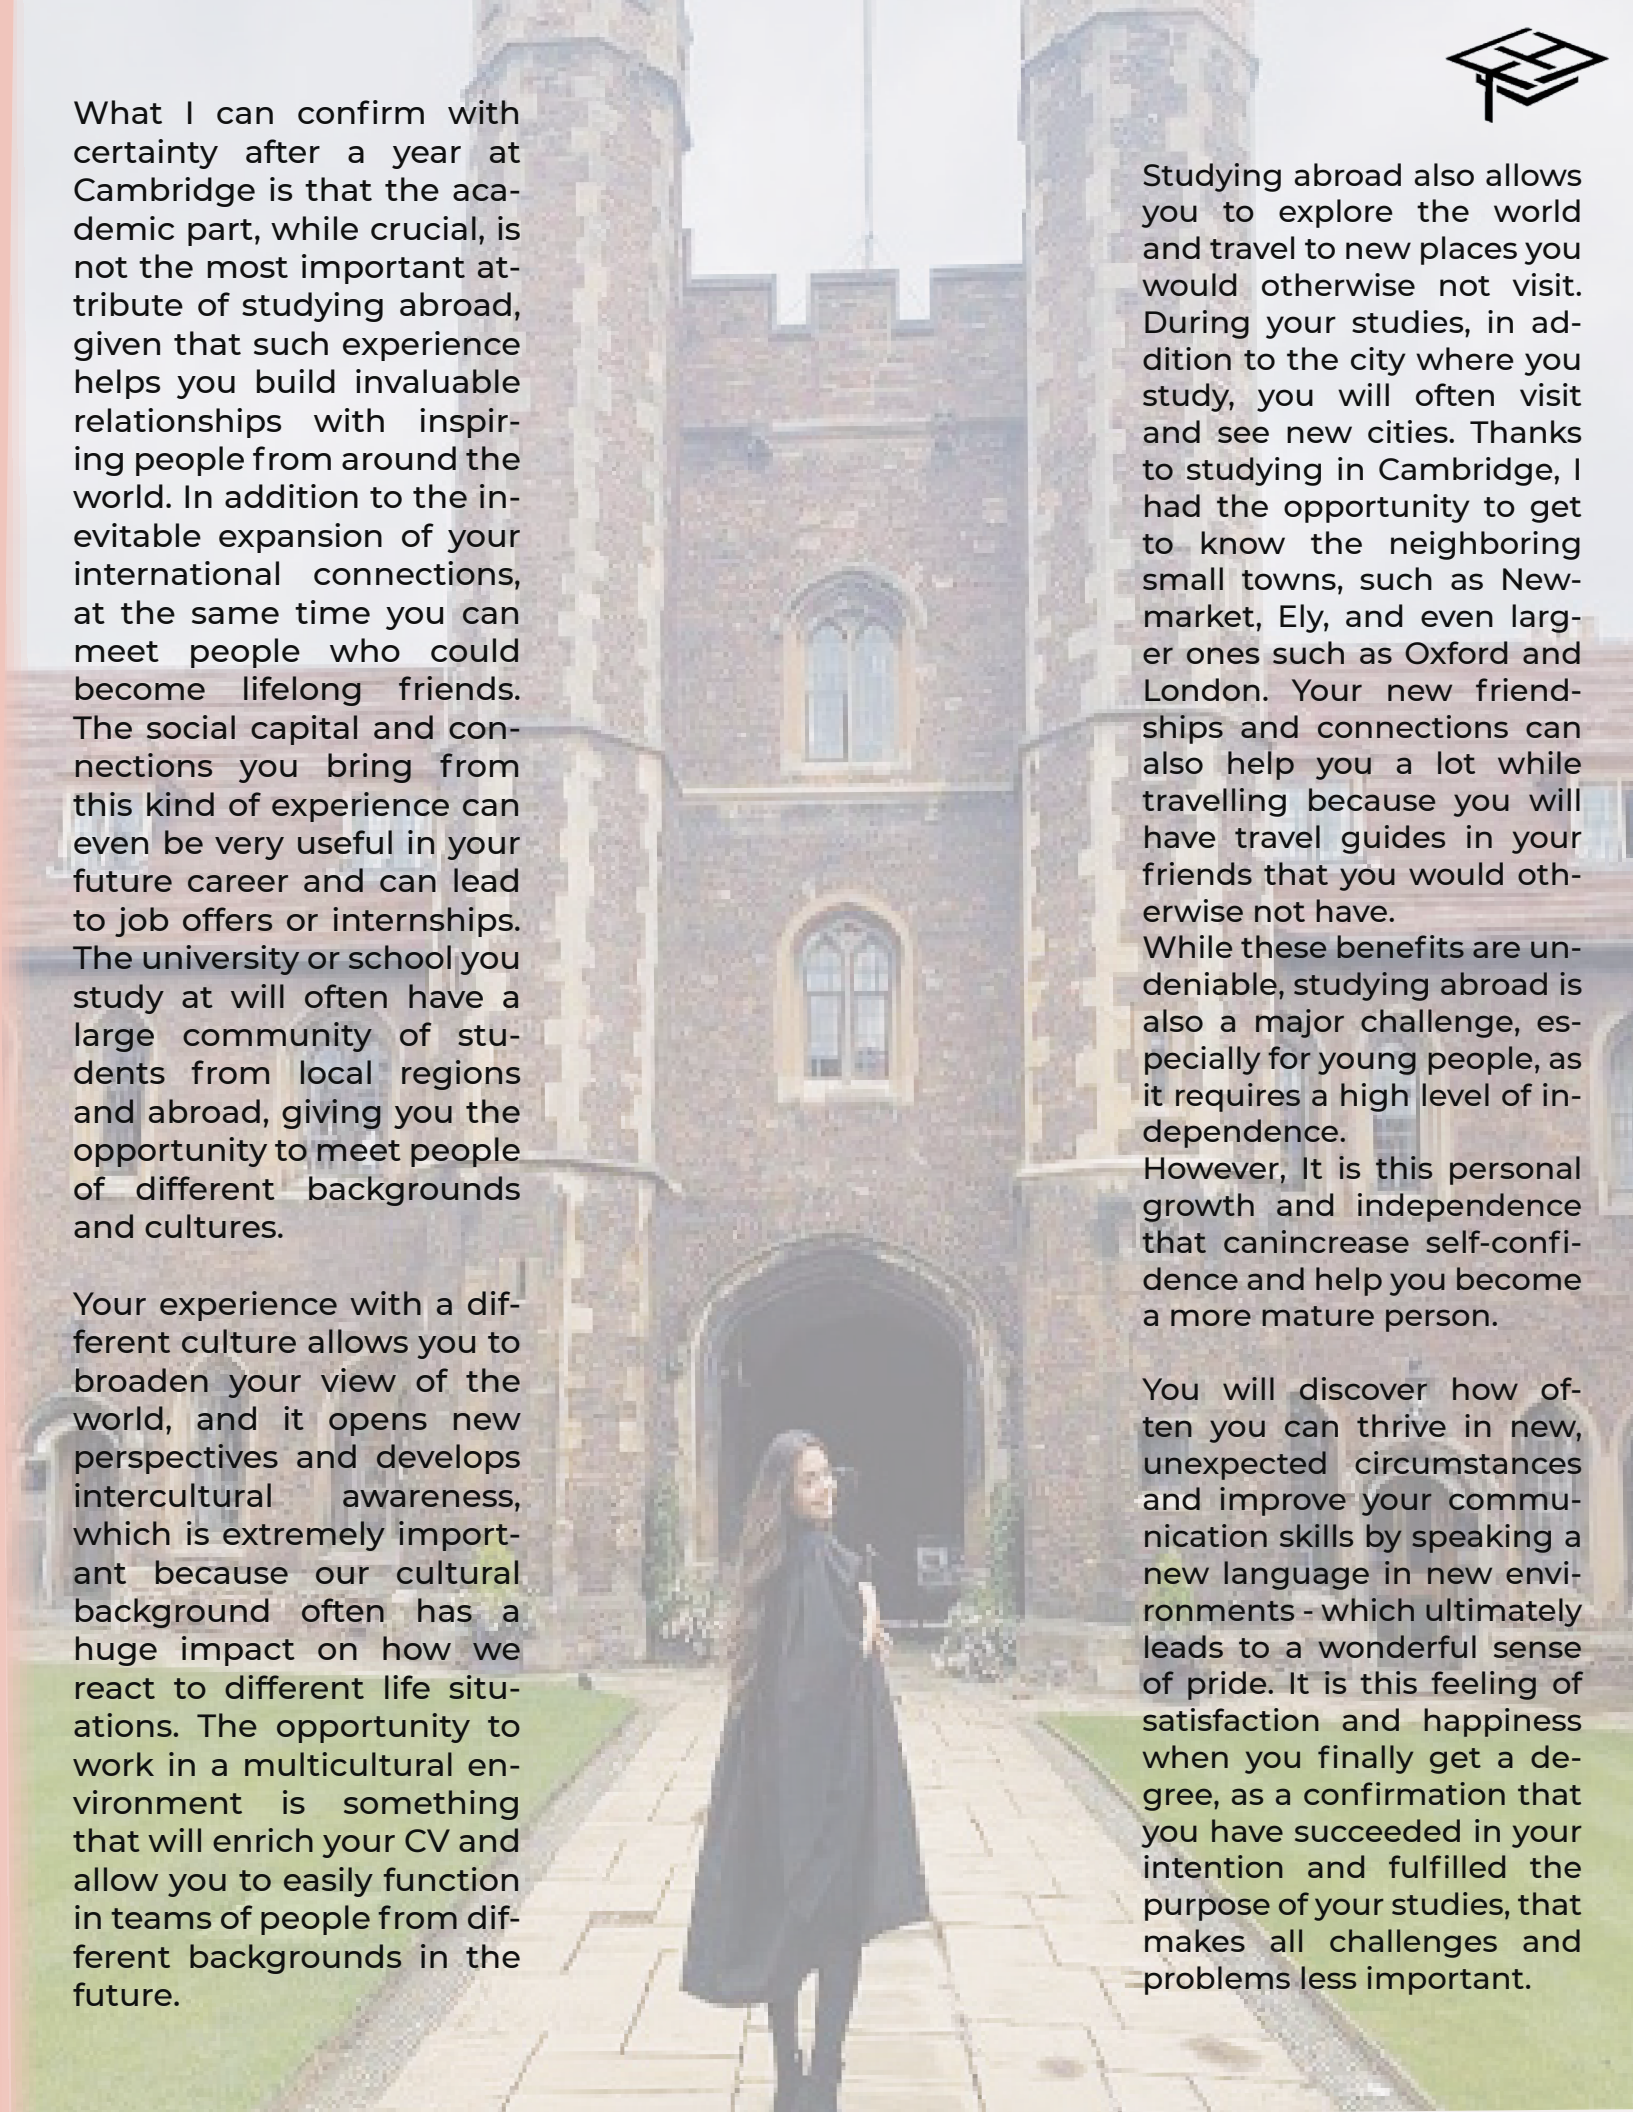 What I can confirm with
certainty after a year at
Cambridge is that the aca-
demic part, while crucial, is
not the most important at-
tribute of studying abroad,
given that such experience
helps you build invaluable
relationships with inspir-
ing people from around the
world. In addition to the in-
evitable expansion of your
international connections,
at the same time you can
meet people who could
become lifelong friends.
The social capital and con-
nections you bring from
this kind of experience can
even be very useful in your
future career and can lead
to job offers or internships.
The university or school you
study at will often have a
large community of stu-
dents from local regions
and abroad, giving you the
opportunity to meet people
of different backgrounds
and cultures.
Your experience with a dif-
ferent culture allows you to
broaden your view of the
world, and it opens new
perspectives and develops
intercultural awareness,
which is extremely import-
ant because our cultural
background often has a
huge impact on how we
react to different life situ-
ations. The opportunity to
work in a multicultural en-
vironment is something
that will enrich your CV and
allow you to easily function
in teams of people from dif-
ferent backgrounds in the
future.
Studying abroad also allows
you to explore the world
and travel to new places you
would otherwise not visit.
During your studies, in ad-
dition to the city where you
study, you will often visit
and see new cities. Thanks
to studying in Cambridge, I
had the opportunity to get
to know the neighboring
small towns, such as New-
market, Ely, and even larg-
er ones such as Oxford and
London. Your new friend-
ships and connections can
also help you a lot while
travelling because you will
have travel guides in your
friends that you would oth-
erwise not have.
While these benefits are un-
deniable, studying abroad is
also a major challenge, es-
pecially for young people, as
it requires a high level of in-
dependence.
However, It is this personal
growth and independence
that canincrease self-confi-
dence and help you become
a more mature person.
You will discover how of-
ten you can thrive in new,
unexpected circumstances
and improve your commu-
nication skills by speaking a
new language in new envi-
ronments - which ultimately
leads to a wonderful sense
of pride. It is this feeling of
satisfaction and happiness
when you finally get a de-
gree, as a confirmation that
you have succeeded in your
intention and fulfilled the
purpose of your studies, that
makes all challenges and
problems less important.